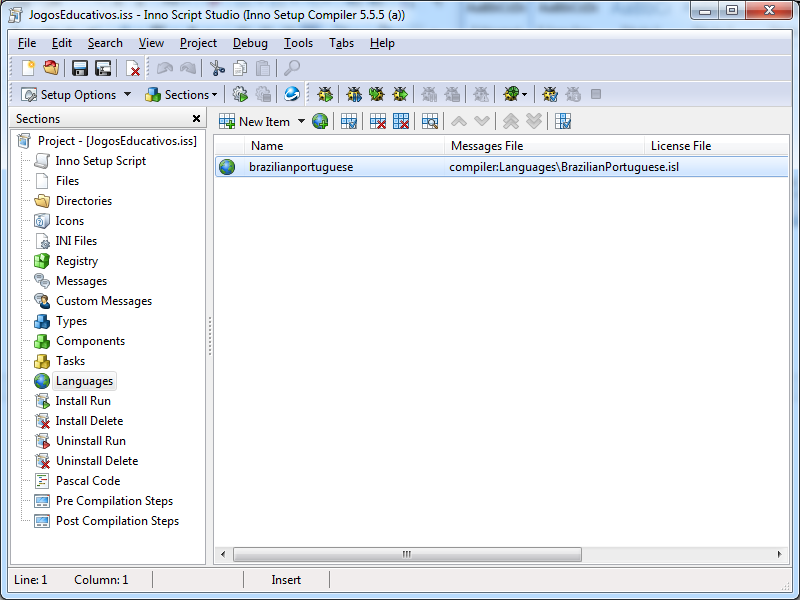 JogosEducativos.iss - Inno Script Studio (Inno Setup Compiler 5.5.5 (a))
File Edit Search View Project Debug Tools Tabs Help
Setup Options Sections
Sections
New Item
Project - [JogosEducativos.iss]
Inno Setup Script
Files
Directories
Icons
INI Files
Registry
Messages
Custom Messages
Types
Components
Tasks
Languages
Install Run
Install Delete
Uninstall Run
Uninstall Delete
Pascal Code
Pre Compilation Steps
Post Compilation Steps
Name Messages File License File
brazilianportuguese compiler:Languages\BrazilianPortuguese.isl
Line: 1 Column: 1 Insert